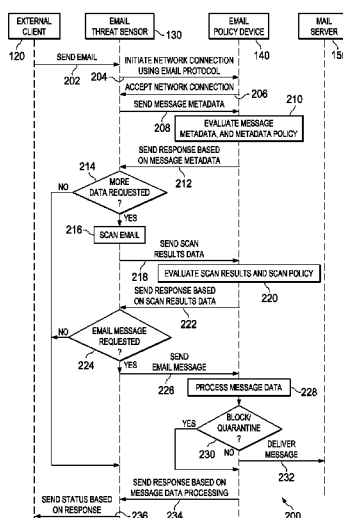 EXTERNAL
CLIENT
120
EMAIL
THREAT SENSOR
130
EMAIL
POLICY DEVICE
140
MAIL
SERVER
SEND EMAIL
202
INITIATE NETWORK CONNECTION
USING EMAIL PROTOCOL
204
ACCEPT NETWORK CONNECTION
206
SEND MESSAGE METADATA
208
210
EVALUATE MESSAGE
METADATA, AND METADATA POLICY
SEND RESPONSE BASED
ON MESSAGE METADATA
212
214
NO
MORE
DATA REQUESTED
?
YES
216
SCAN EMAIL
SEND SCAN
RESULTS DATA
218
EVALUATE SCAN RESULTS AND SCAN POLICY
220
SEND RESPONSE BASED
ON SCAN RESULTS DATA
222
NO
EMAIL MESSAGE
REQUESTED
?
224
YES
SEND
EMAIL MESSAGE
226
PROCESS MESSAGE DATA
228
YES
BLOCK/
QUARANTINE
?
230
NO
DELIVER
MESSAGE
232
SEND RESPONSE BASED ON
MESSAGE DATA PROCESSING
234
SEND STATUS BASED
ON RESPONSE
236
200